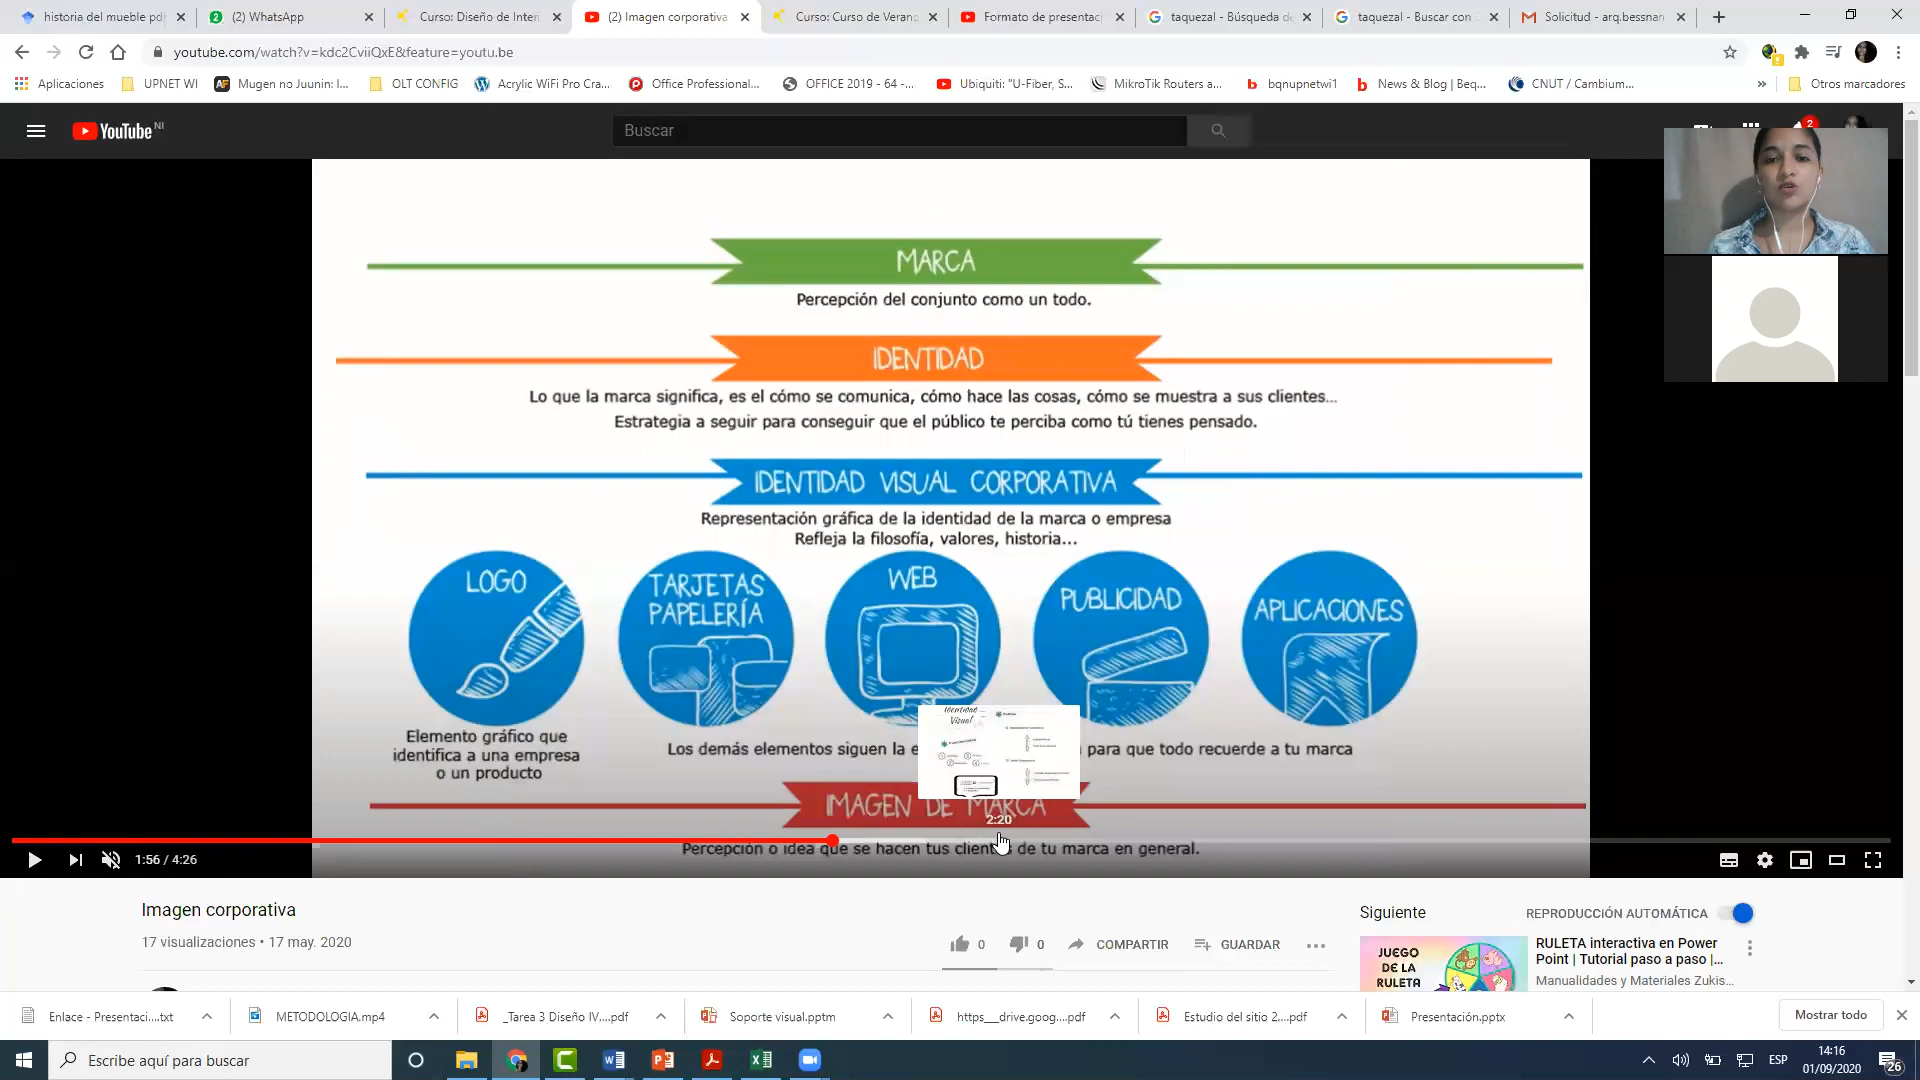 historia del mueble pdf
(2) WhatsApp
Curso: Diseño de Inter
(2) Imagen corporativa
Curso: Curso de Veran
Formato de presentaci
taquezal - Búsqueda de
taquezal - Buscar con
Solicitud - arq.bessnan
youtube.com/watch?v=kdc2CviiQxE&feature=youtu.be
Aplicaciones
UPNET WI
Mugen no Juunin: I...
OLT CONFIG
Acrylic WiFi Pro Cra...
Office Professional...
OFFICE 2019 - 64 -...
Ubiquiti: "U-Fiber, S...
MikroTik Routers a...
bqnupnetwi1
News & Blog | Beq...
CNUT / Cambium...
»
Otros marcadores
YouTube NI
Buscar
2
MARCA
Percepción del conjunto como un todo.
IDENTIDAD
Lo que la marca significa, es el cómo se comunica, cómo hace las cosas, cómo se muestra a sus clientes...
Estrategia a seguir para conseguir que el público te perciba como tú tienes pensado.
IDENTIDAD VISUAL CORPORATIVA
Representación gráfica de la identidad de la marca o empresa
Refleja la filosofía, valores, historia...
LOGO
TARJETAS
PAPELERÍA
WEB
PUBLICIDAD
APLICACIONES
Elemento gráfico que
identifica a una empresa
o un producto
Los demás elementos siguen la e
para que todo recuerde a tu marca
Identidad
Visual
IMAGEN DE MARCA
2:20
Percepción o idea que se hacen tus clientes de tu marca en general.
1:56 / 4:26
Imagen corporativa
17 visualizaciones • 17 may. 2020
0
0
COMPARTIR
GUARDAR
Siguiente
REPRODUCCIÓN AUTOMÁTICA
JUEGO
DE LA
RULETA
RULETA interactiva en Power
Point | Tutorial paso a paso |...
Manualidades y Materiales Zukis...
Enlace - Presentaci....txt
METODOLOGIA.mp4
_Tarea 3 Diseño IV....pdf
Soporte visual.pptm
https___drive.goog....pdf
Estudio del sitio 2....pdf
Presentación.pptx
Mostrar todo
Escribe aquí para buscar
ESP
14:16
01/09/2020
26